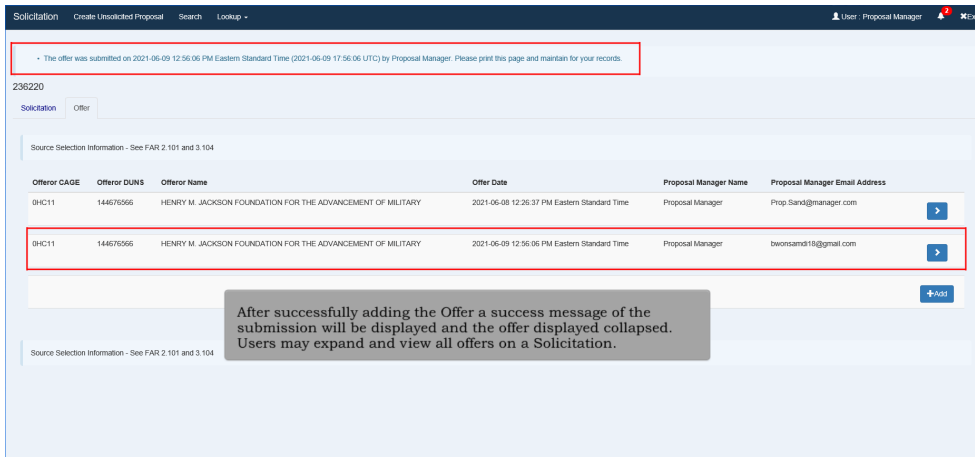 Solicitation Create Unsolicited Proposal Search Lookup User : Proposal Manager 2 ✖Ex
• The offer was submitted on 2021-06-09 12:56:06 PM Eastern Standard Time (2021-06-09 17:56:06 UTC) by Proposal Manager. Please print this page and maintain for your records.
236220
Solicitation Offer
Source Selection Information - See FAR 2.101 and 3.104
Offeror CAGE Offeror DUNS Offeror Name Offer Date Proposal Manager Name Proposal Manager Email Address
0HC11 144676566 HENRY M. JACKSON FOUNDATION FOR THE ADVANCEMENT OF MILITARY 2021-06-08 12:26:37 PM Eastern Standard Time Proposal Manager Prop.Sand@manager.com
0HC11 144676566 HENRY M. JACKSON FOUNDATION FOR THE ADVANCEMENT OF MILITARY 2021-06-09 12:56:06 PM Eastern Standard Time Proposal Manager bwonsamdi18@gmail.com
+Add
After successfully adding the Offer a success message of the
submission will be displayed and the offer displayed collapsed.
Users may expand and view all offers on a Solicitation.
Source Selection Information - See FAR 2.101 and 3.104